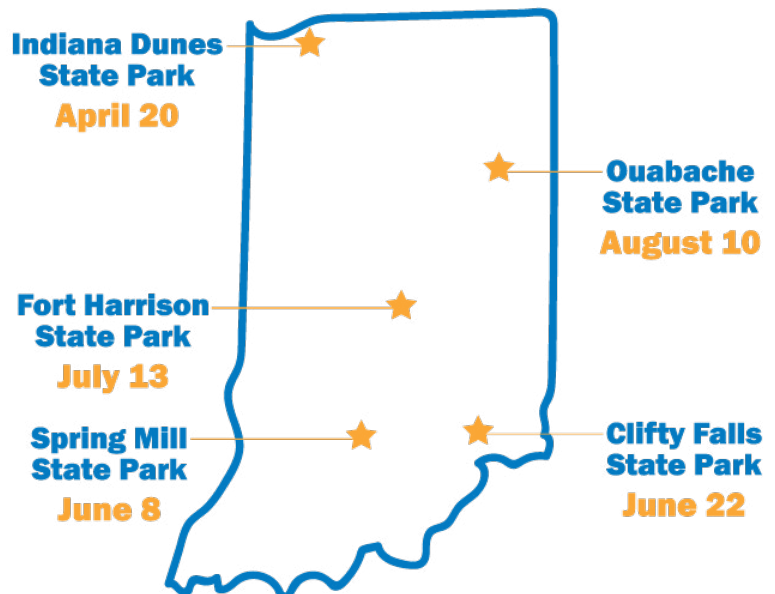 Indiana Dunes
State Park
April 20
Ouabache
State Park
August 10
Fort Harrison
State Park
July 13
Spring Mill
State Park
June 8
Clifty Falls
State Park
June 22